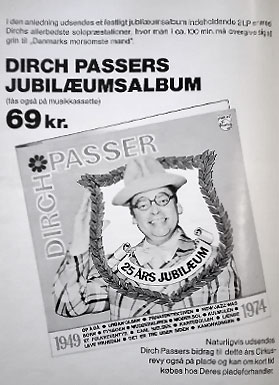 I den anledning udsendes et festligt jubilæumsalbum indeholdende 2 LP'er med
Dirchs allerbedste solopræstationer, hvor man i ca. 100 min. må overgive sig til
grin til „Danmarks morsomste mand".
DIRCH PASSERS
JUBILÆUMSALBUM
(fås også på musikkassette)
69 kr.
DIRCH PASSER
25 ÅRS JUBILÆUM
1949
1974
Naturligvis udsendes
Dirch Passers bidrag til dette års Cirkus-
revy også på plade og kan om kort tid
købes hos Deres pladeforhandler.